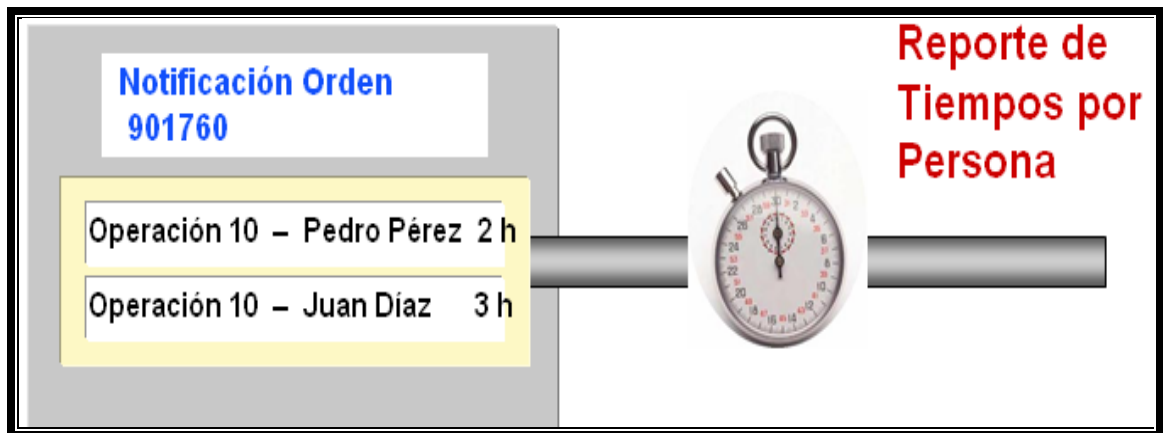 Notificación Orden
901760
Operación 10 – Pedro Pérez 2 h
Operación 10 – Juan Díaz 3 h
Reporte de
Tiempos por
Persona